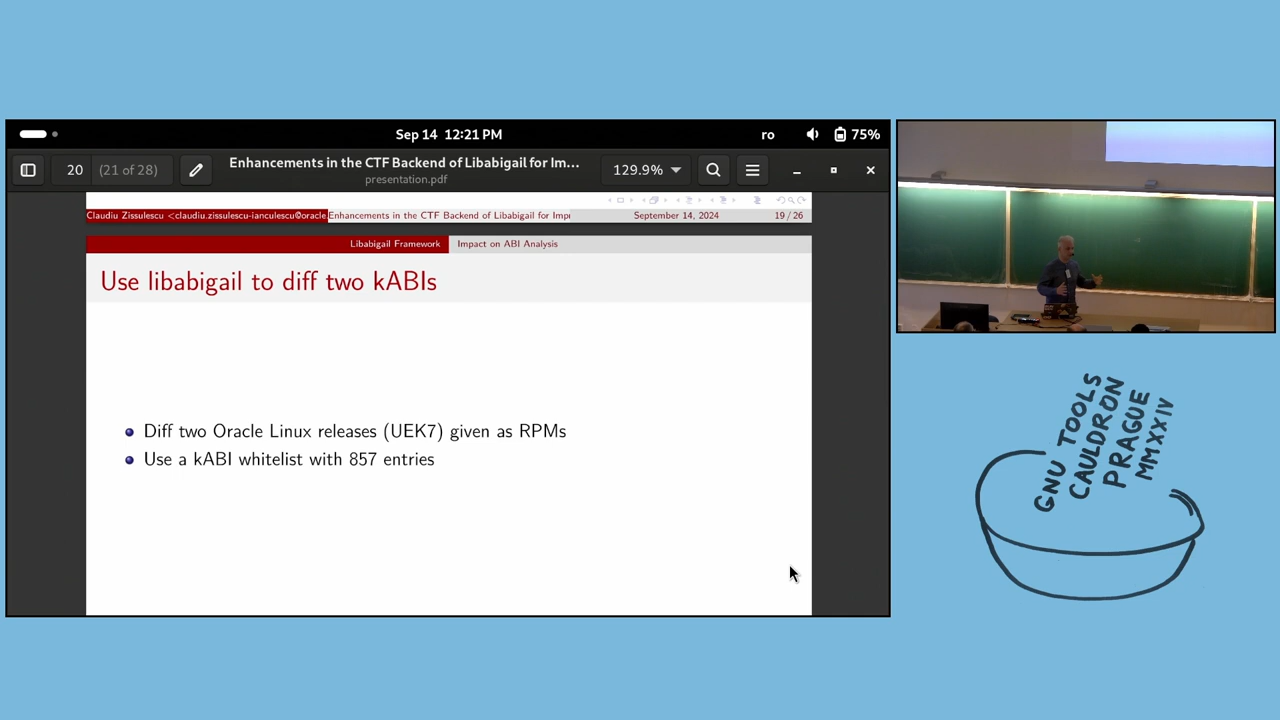 Sep 14 12:21 PM
ro
75%
20
(21 of 28)
Enhancements in the CTF Backend of Libabigail for Im...
presentation.pdf
129.9%
Claudiu Zissulescu <claudiu.zissulescu-ianculescu@oracle.
Enhancements in the CTF Backend of Libabigail for Impr
September 14, 2024
19 / 26
Libabigail Framework
Impact on ABI Analysis
Use libabigail to diff two kABIs
Diff two Oracle Linux releases (UEK7) given as RPMs
Use a kABI whitelist with 857 entries
GNU TOOLS
CAULDRON
PRAGUE
MMXXIV